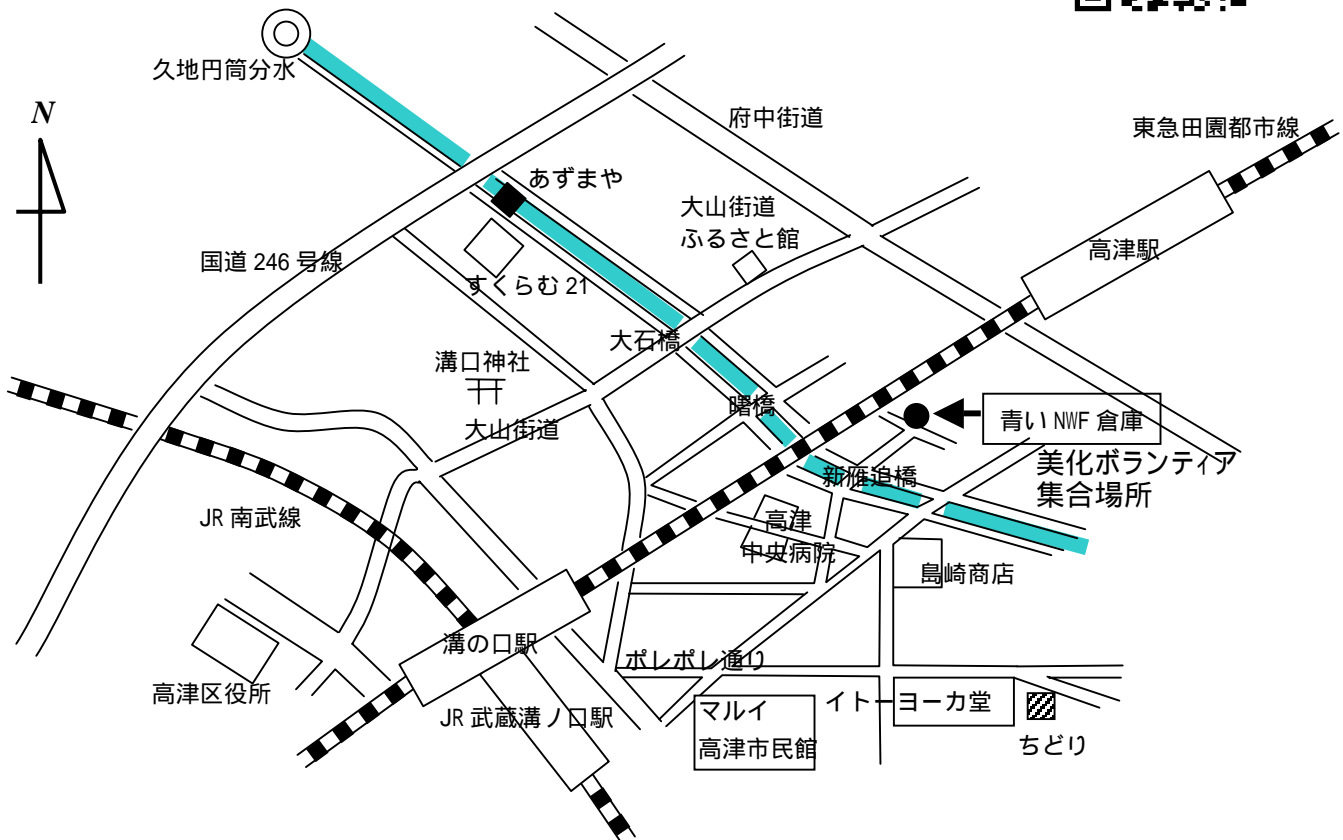 久地円筒分水
N
府中街道
東急田園都市線
あずまや
大山街道
ふるさと館
高津駅
国道 246 号線
すくらむ 21
大石橋
溝口神社
曙橋
大山街道
青い NWF 倉庫
美化ボランティア
集合場所
新雁追橋
JR 南武線
高津
中央病院
島崎商店
溝の口駅
ポレポレ通り
高津区役所
JR 武蔵溝ノ口駅
マルイ
高津市民館
イトーヨーカ堂
ちどり